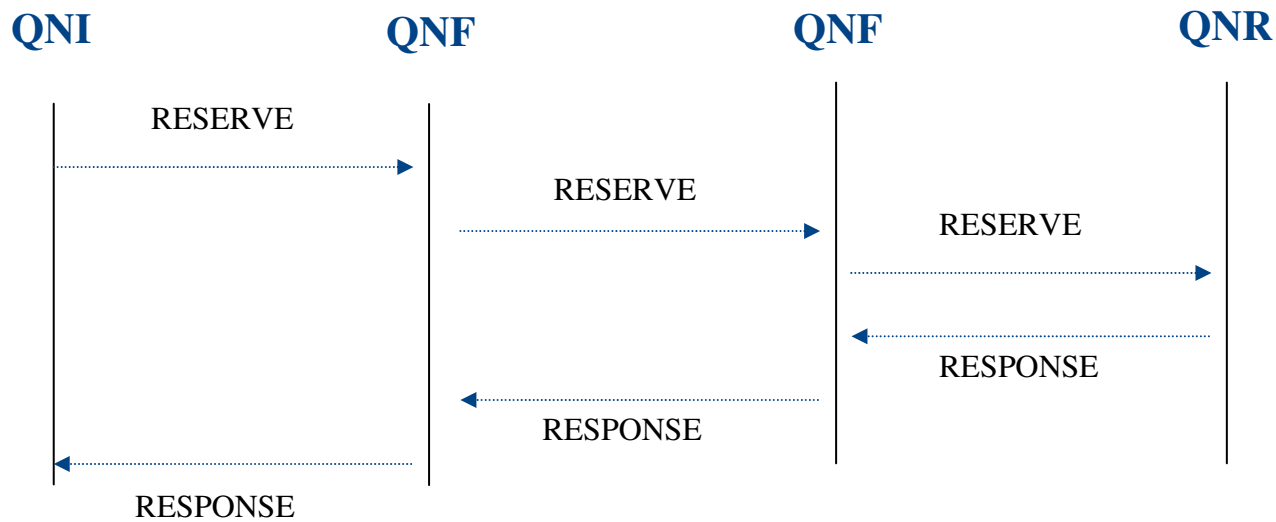 QNI
QNF
QNF
QNR
RESERVE
RESERVE
RESERVE
RESPONSE
RESPONSE
RESPONSE